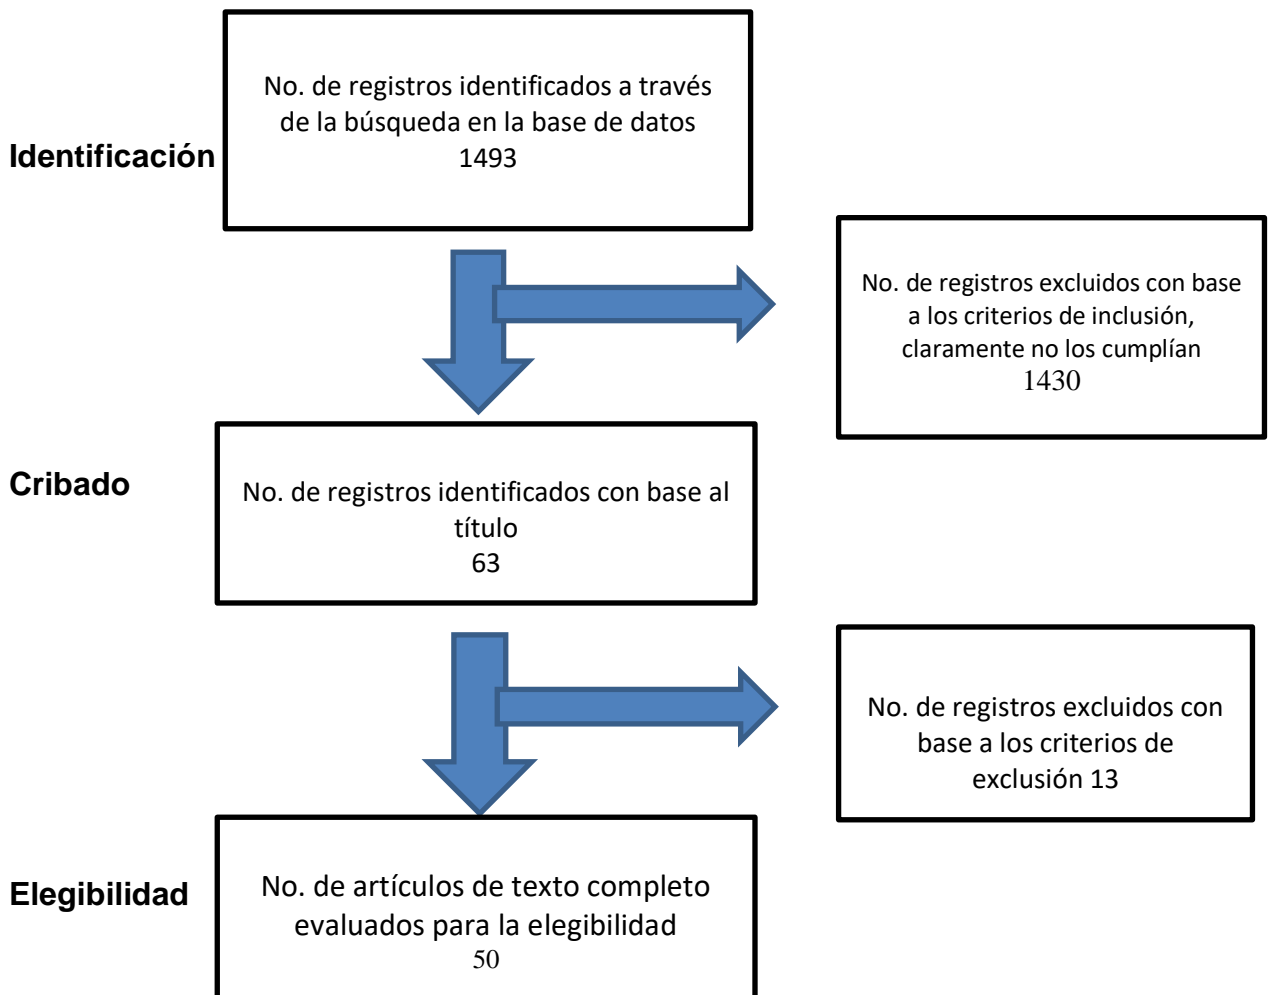 No. de registros identificados a través
de la búsqueda en la base de datos
1493
Identificación
No. de registros excluidos con base
a los criterios de inclusión,
claramente no los cumplían
1430
Cribado
No. de registros identificados con base al
título
63
No. de registros excluidos con
base a los criterios de
exclusión 13
Elegibilidad
No. de artículos de texto completo
evaluados para la elegibilidad
50